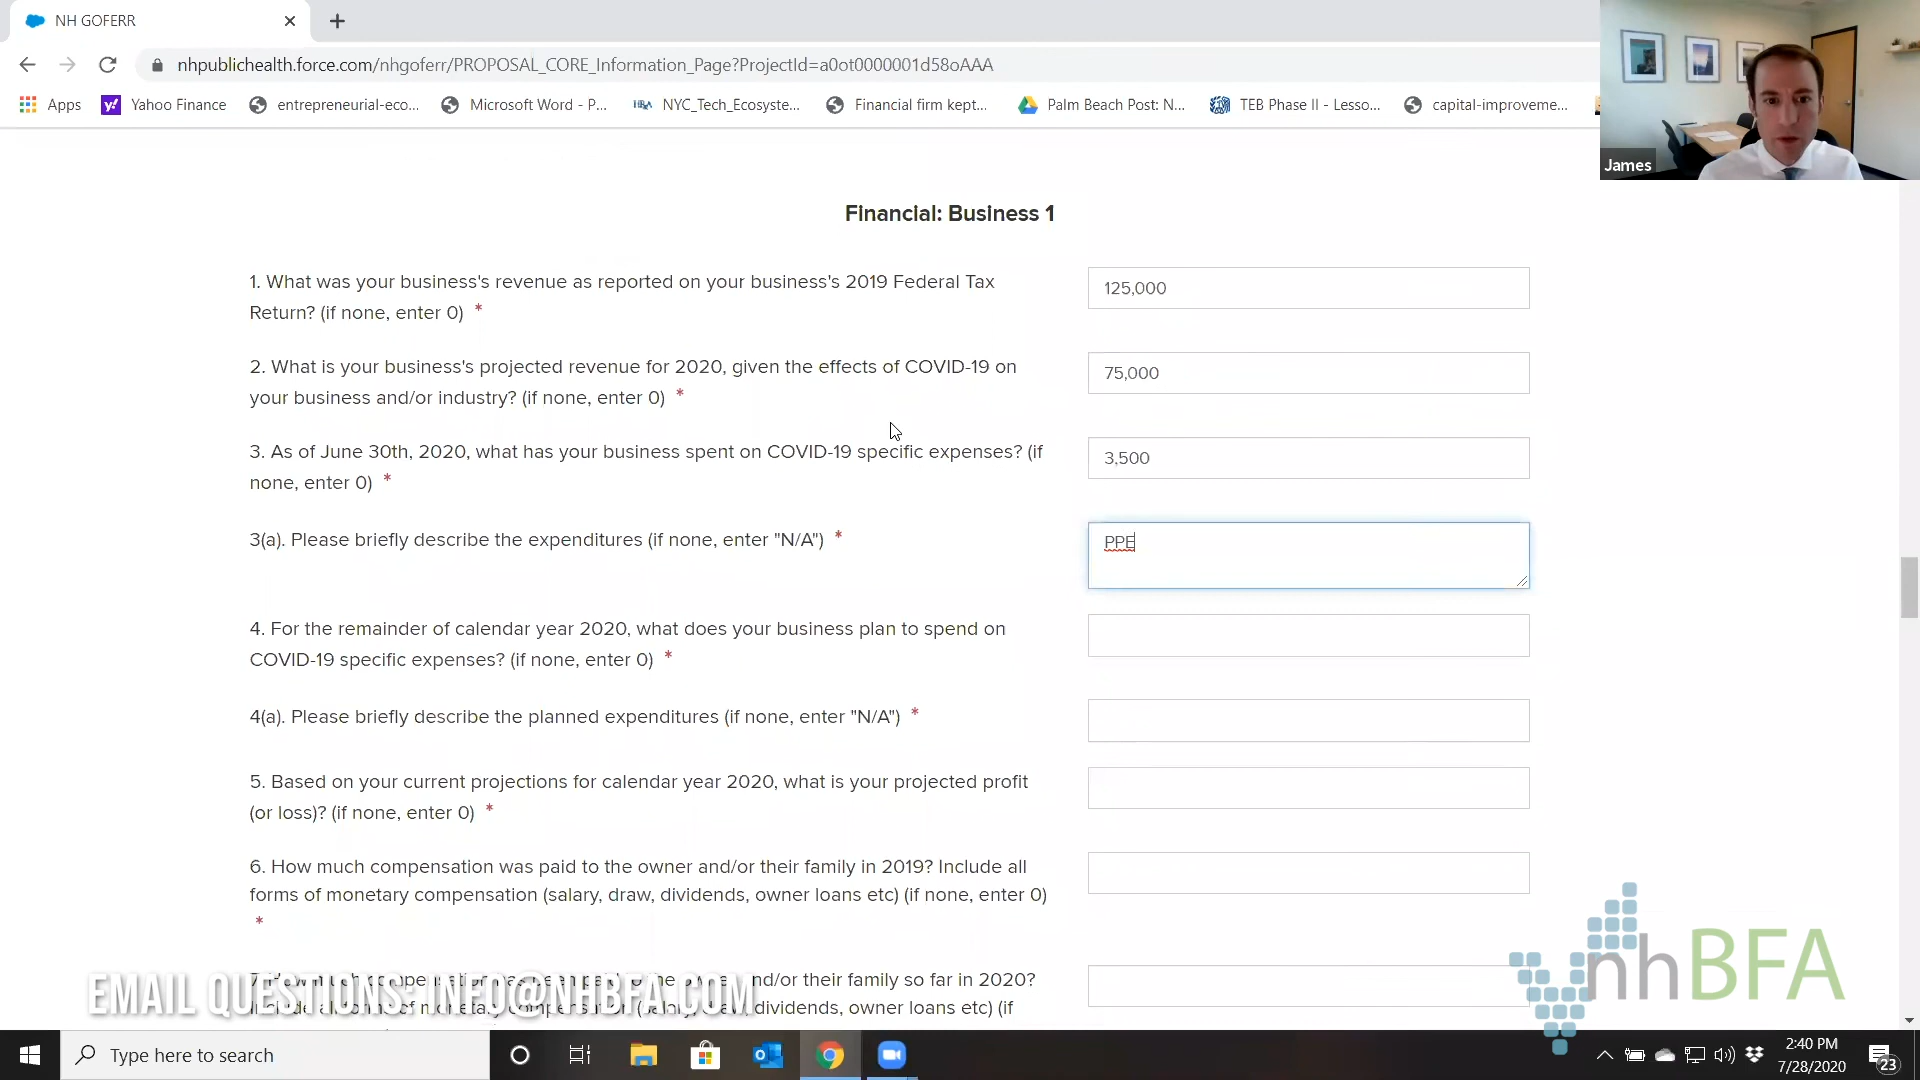 NH GOFERR
nhpublichealth.force.com/nhgoferr/PROPOSAL_CORE_Information_Page?ProjectId=a0ot0000001d58oAAA
Apps Yahoo Finance entrepreneurial-eco... Microsoft Word - P... NYC_Tech_Ecosyste... Financial firm kept... Palm Beach Post: N... TEB Phase II - Lesso... capital-improveme...
James
Financial: Business 1
1. What was your business's revenue as reported on your business's 2019 Federal Tax
Return? (if none, enter 0) *
125,000
2. What is your business's projected revenue for 2020, given the effects of COVID-19 on
your business and/or industry? (if none, enter 0) *
75,000
3. As of June 30th, 2020, what has your business spent on COVID-19 specific expenses? (if
none, enter 0) *
3,500
3(a). Please briefly describe the expenditures (if none, enter "N/A") *
PPE
4. For the remainder of calendar year 2020, what does your business plan to spend on
COVID-19 specific expenses? (if none, enter 0) *
4(a). Please briefly describe the planned expenditures (if none, enter "N/A") *
5. Based on your current projections for calendar year 2020, what is your projected profit
(or loss)? (if none, enter 0) *
6. How much compensation was paid to the owner and/or their family in 2019? Include all
forms of monetary compensation (salary, draw, dividends, owner loans etc) (if none, enter 0)
*
and/or their family so far in 2020?
dividends, owner loans etc) (if
EMAIL QUESTIONS: INFO@NHBFA.COM
nhBFA
Type here to search
2:40 PM
7/28/2020
23